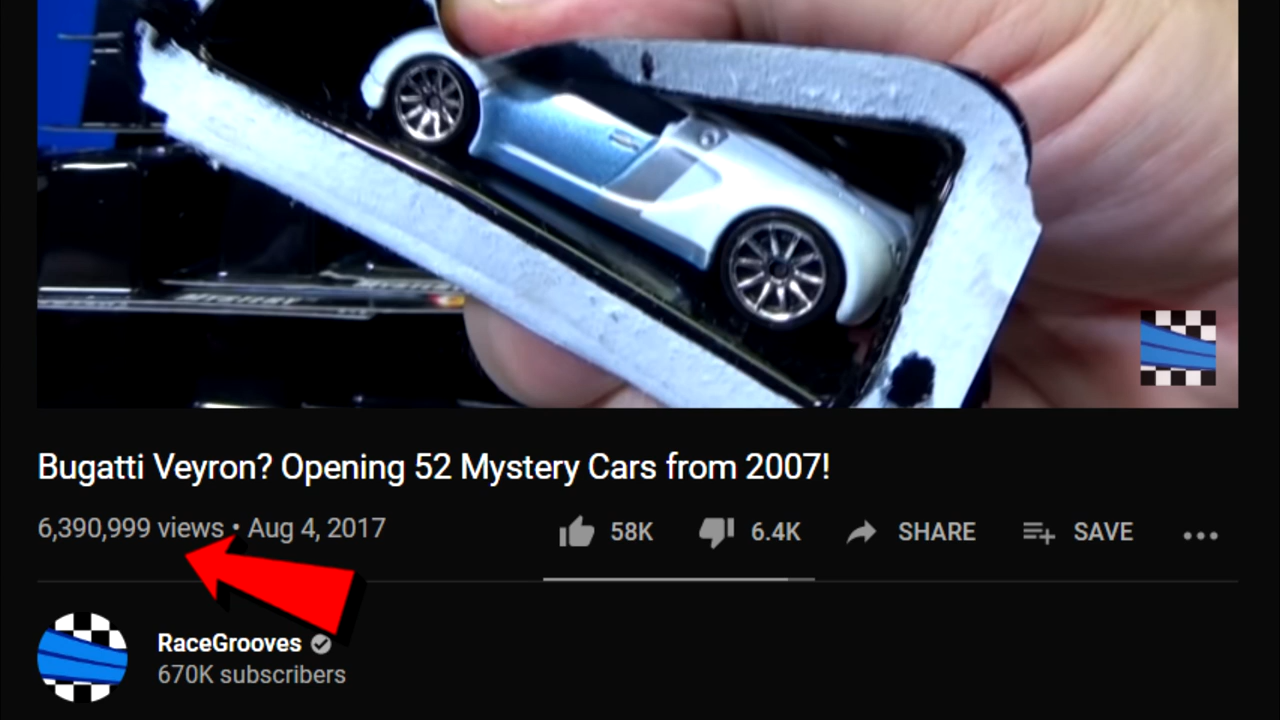 MYSTERY
Bugatti Veyron? Opening 52 Mystery Cars from 2007!
6,390,999 views • Aug 4, 2017
58K
6.4K
SHARE
SAVE
RaceGrooves
670K subscribers